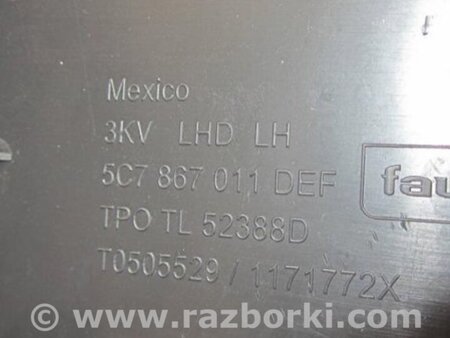 Mexico
3KV LHD LH
5C7 867 011 DEF
fau
TPO TL 52388D
T0505529 / 1171772X
© www.razborki.com